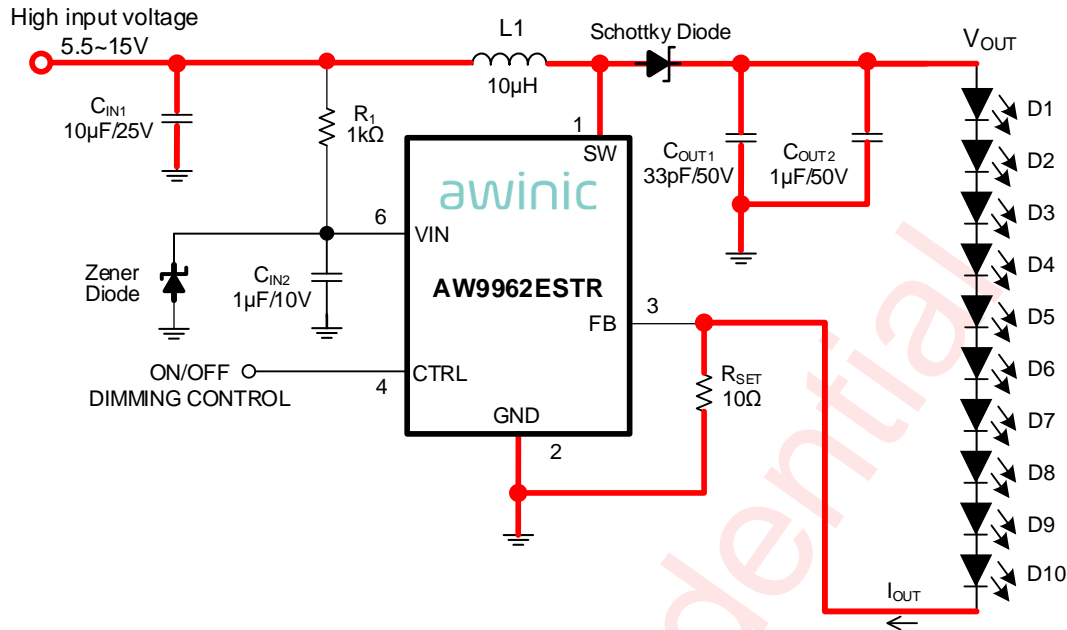 High input voltage
5.5~15V
L1
10µH
Schottky Diode
VOUT
CIN1
10µF/25V
R1
1kΩ
1
SW
COUT1
33pF/50V
COUT2
1µF/50V
D1
D2
D3
D4
D5
D6
D7
D8
D9
D10
awinic
6
VIN
Zener
Diode
CIN2
1µF/10V
AW9962ESTR
3
FB
ON/OFF
DIMMING CONTROL
4
CTRL
RSET
10Ω
GND
2
IOUT
dential